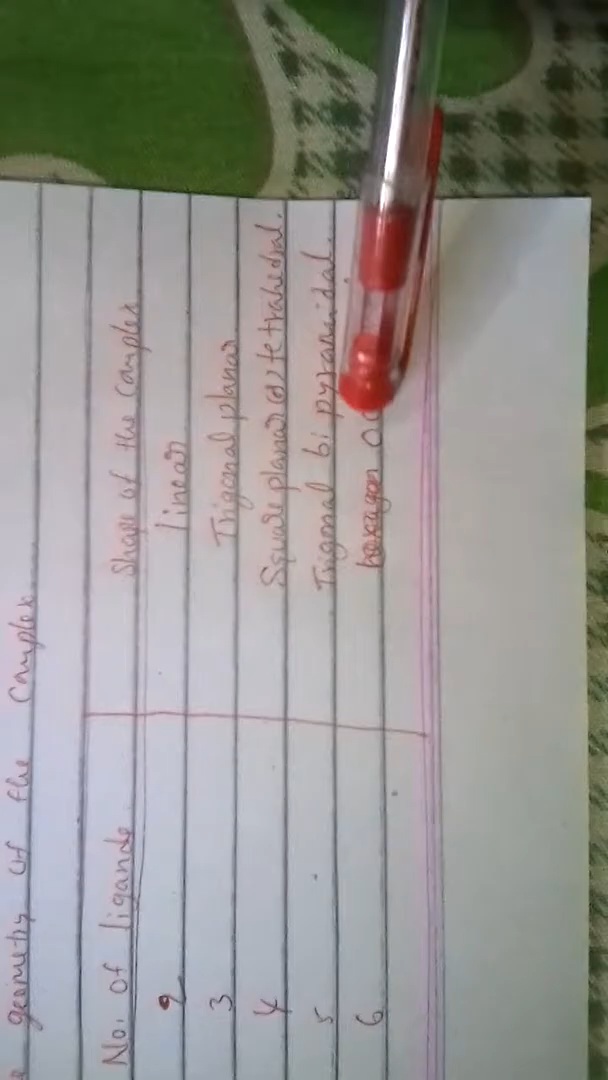 geometry of the complex
No. of ligands shape of the complex
2 linear
3 Trigonal planar
4 Square planar (or) tetrahedral.
5 Trigonal bi pyramidal.
6